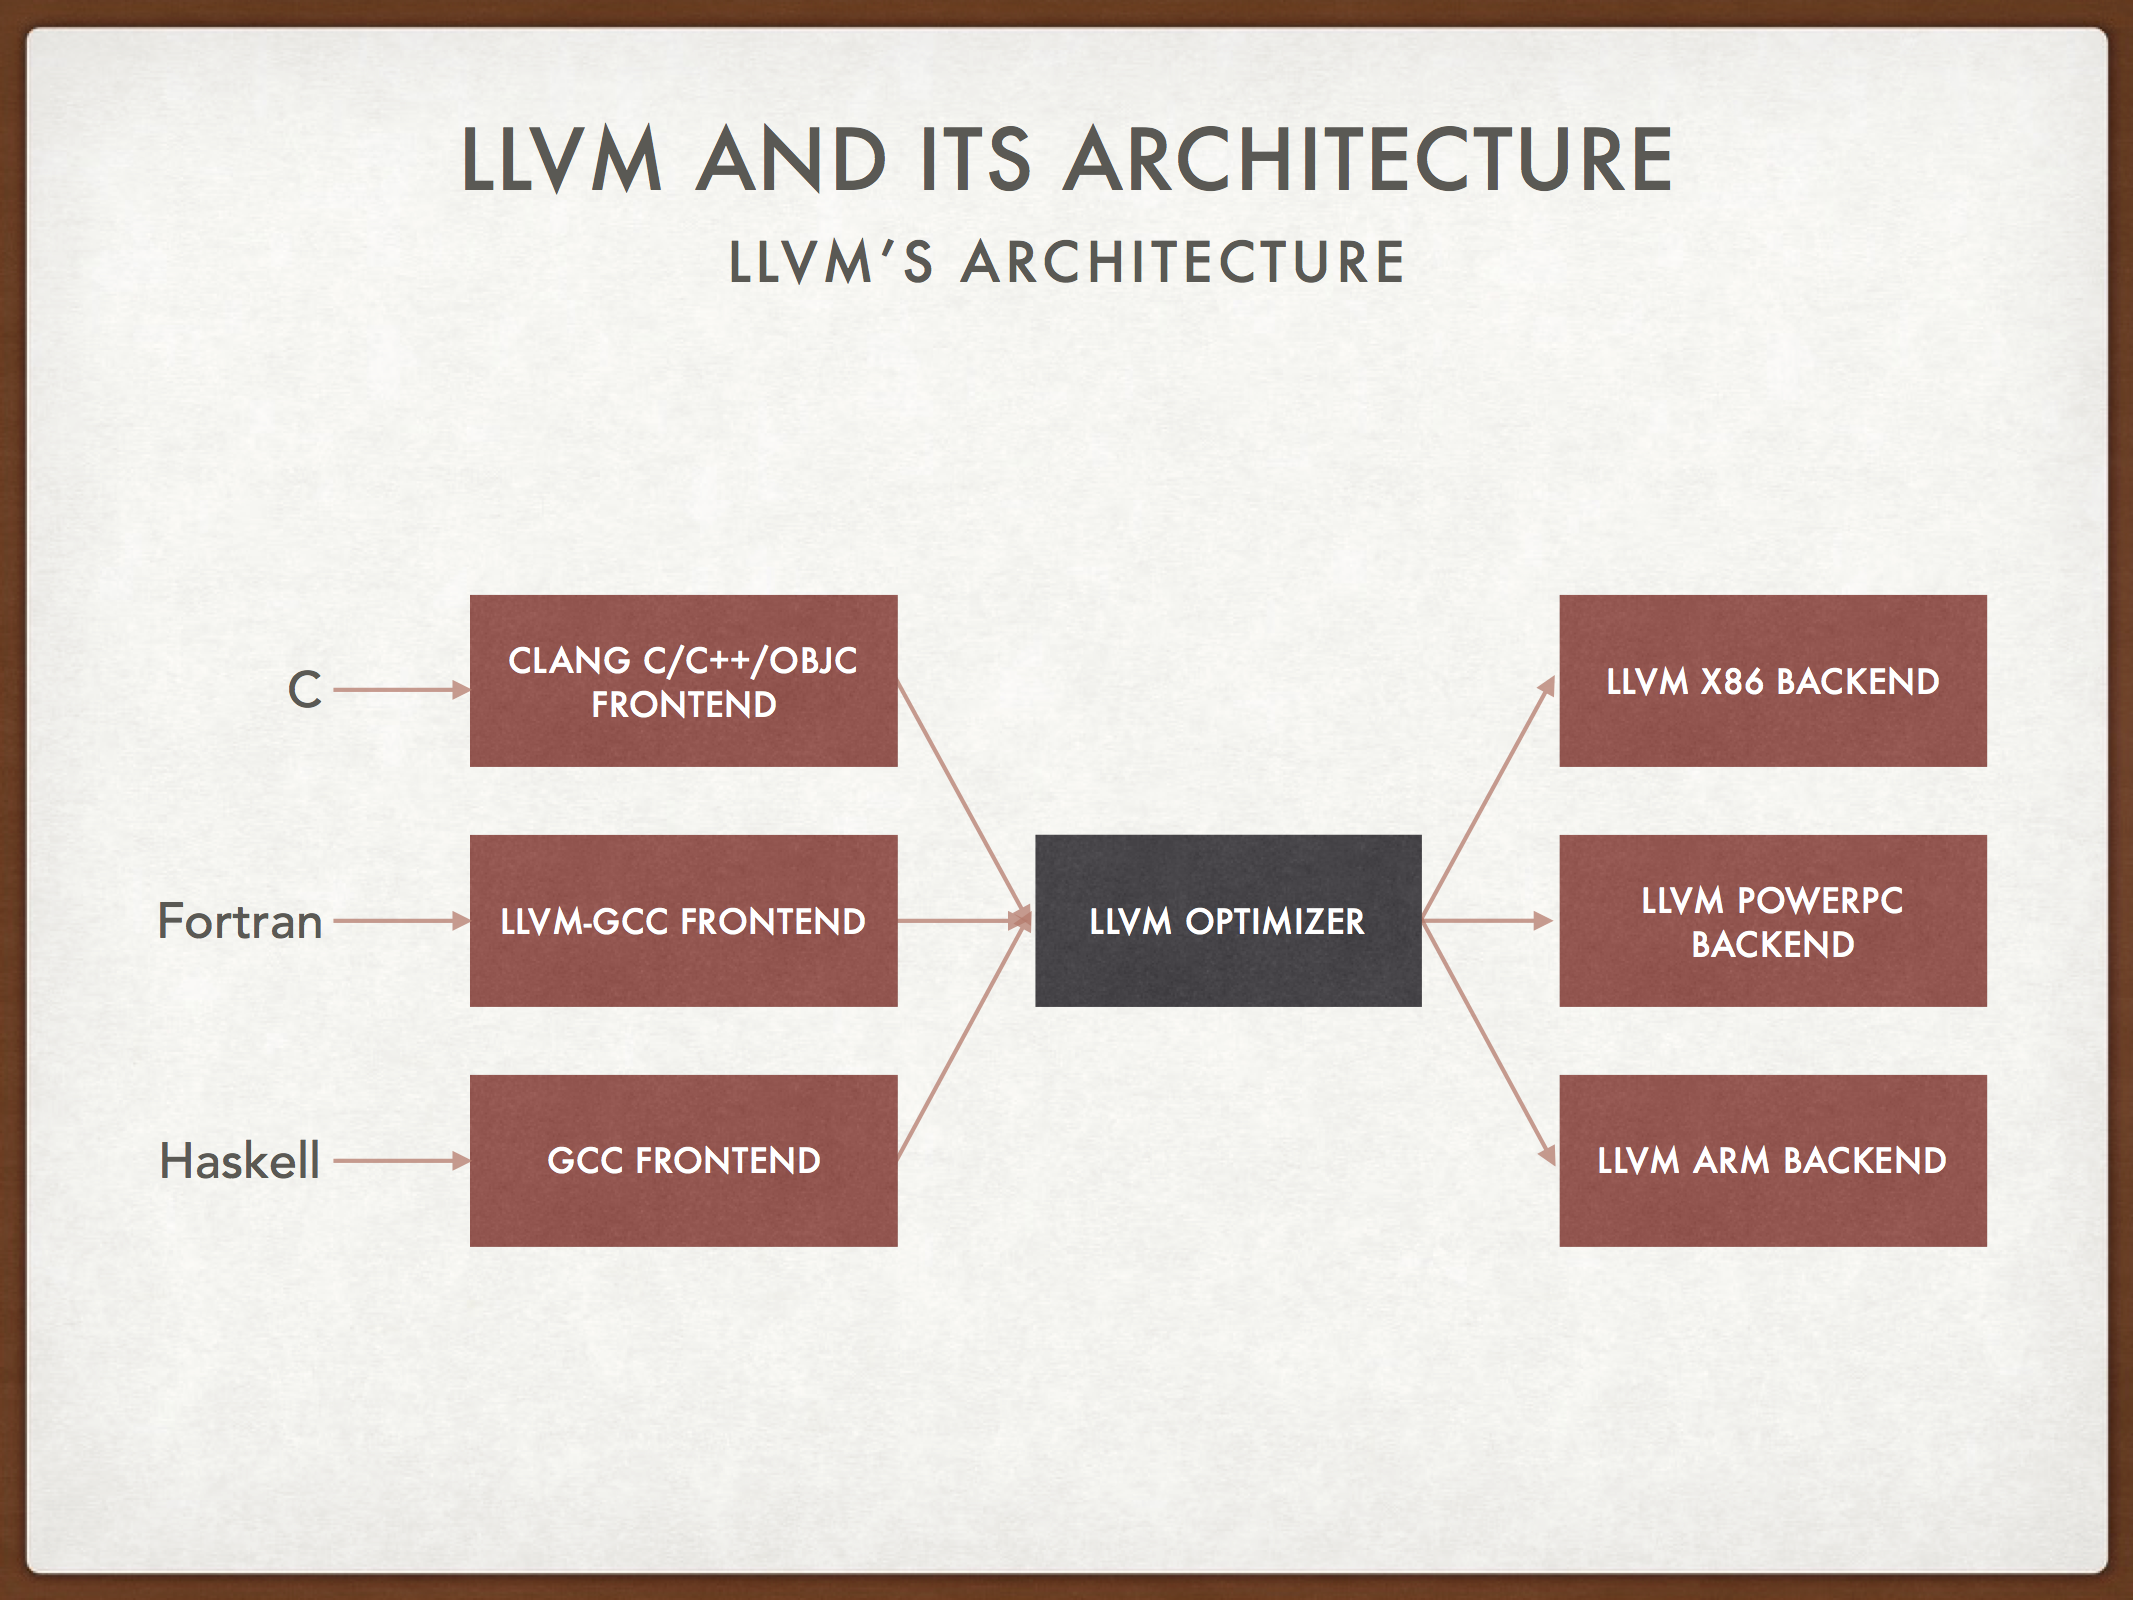 LLVM AND ITS ARCHITECTURE
LLVM’S ARCHITECTURE
C
CLANG C/C++/OBJC
FRONTEND
LLVM X86 BACKEND
Fortran
LLVM-GCC FRONTEND
LLVM OPTIMIZER
LLVM POWERPC
BACKEND
Haskell
GCC FRONTEND
LLVM ARM BACKEND